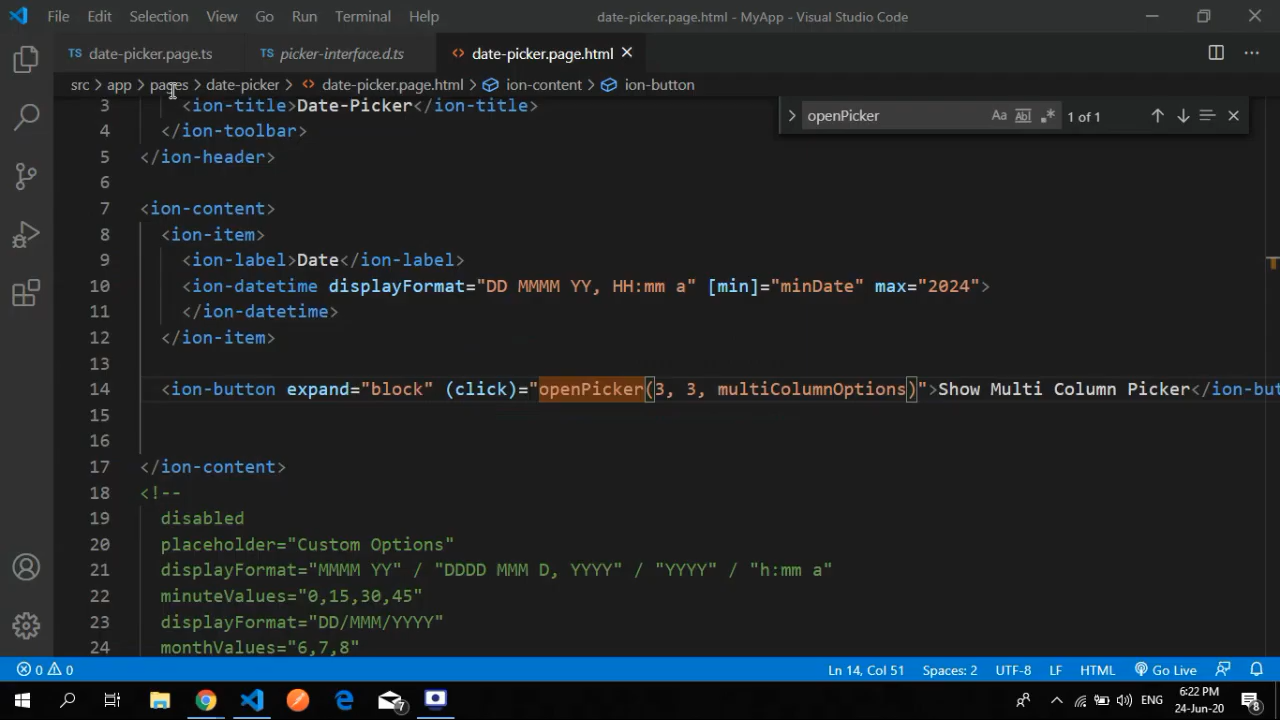 File Edit Selection View Go Run Terminal Help date-picker.page.html - MyApp - Visual Studio Code
TS date-picker.page.ts TS picker-interface.d.ts <> date-picker.page.html
src > app > pages > date-picker > <> date-picker.page.html > ion-content > ion-button
openPicker Aa Abl .* 1 of 1
3 <ion-title>Date-Picker</ion-title>
4 </ion-toolbar>
5 </ion-header>
6
7 <ion-content>
8 <ion-item>
9 <ion-label>Date</ion-label>
10 <ion-datetime displayFormat="DD MMMM YY, HH:mm a" [min]="minDate" max="2024">
11 </ion-datetime>
12 </ion-item>
13
14 <ion-button expand="block" (click)="openPicker(3, 3, multiColumnOptions)">Show Multi Column Picker</ion-but
15
16
17 </ion-content>
18 <!--
19 disabled
20 placeholder="Custom Options"
21 displayFormat="MMMM YY" / "DDDD MMM D, YYYY" / "YYYY" / "h:mm a"
22 minuteValues="0,15,30,45"
23 displayFormat="DD/MMM/YYYY"
24 monthValues="6,7,8"
0 0 Ln 14, Col 51 Spaces: 2 UTF-8 LF HTML Go Live
7 ENG 6:22 PM
24-Jun-20 8